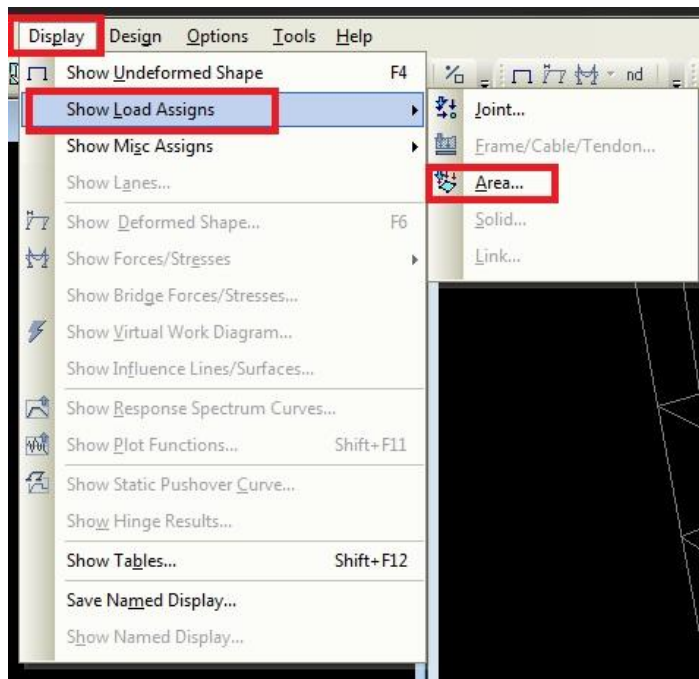 Display Design Options Tools Help
Show Undeformed Shape F4
nd
Show Load Assigns
Joint...
Show Misc Assigns
Frame/Cable/Tendon...
Show Lanes...
Area...
Show Deformed Shape... F6
Solid...
Show Forces/Stresses
Link...
Show Bridge Forces/Stresses...
Show Virtual Work Diagram...
Show Influence Lines/Surfaces...
Show Response Spectrum Curves...
Show Plot Functions... Shift+F11
Show Static Pushover Curve...
Show Hinge Results...
Show Tables... Shift+F12
Save Named Display...
Show Named Display...